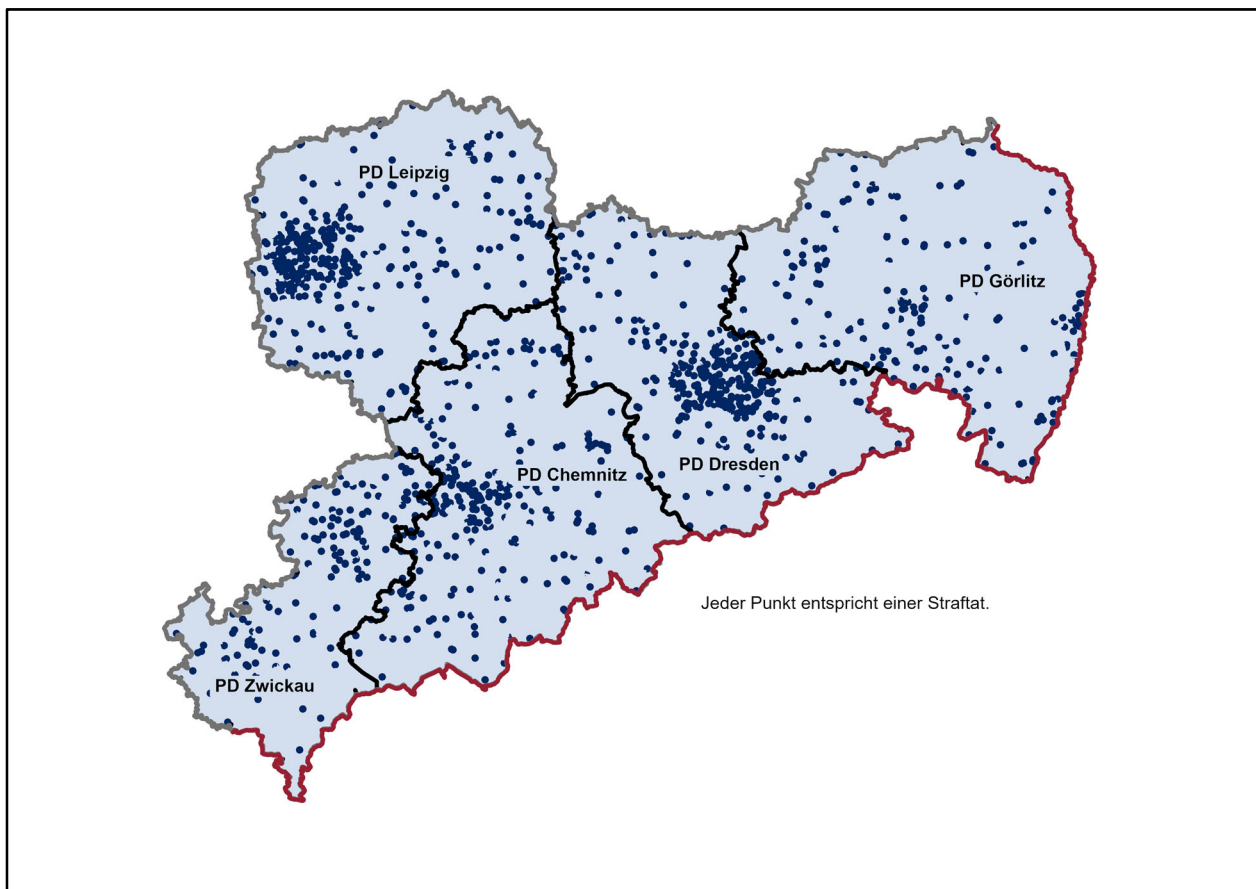 PD Leipzig
PD Görlitz
PD Dresden
PD Chemnitz
Jeder Punkt entspricht einer Straftat.
PD Zwickau